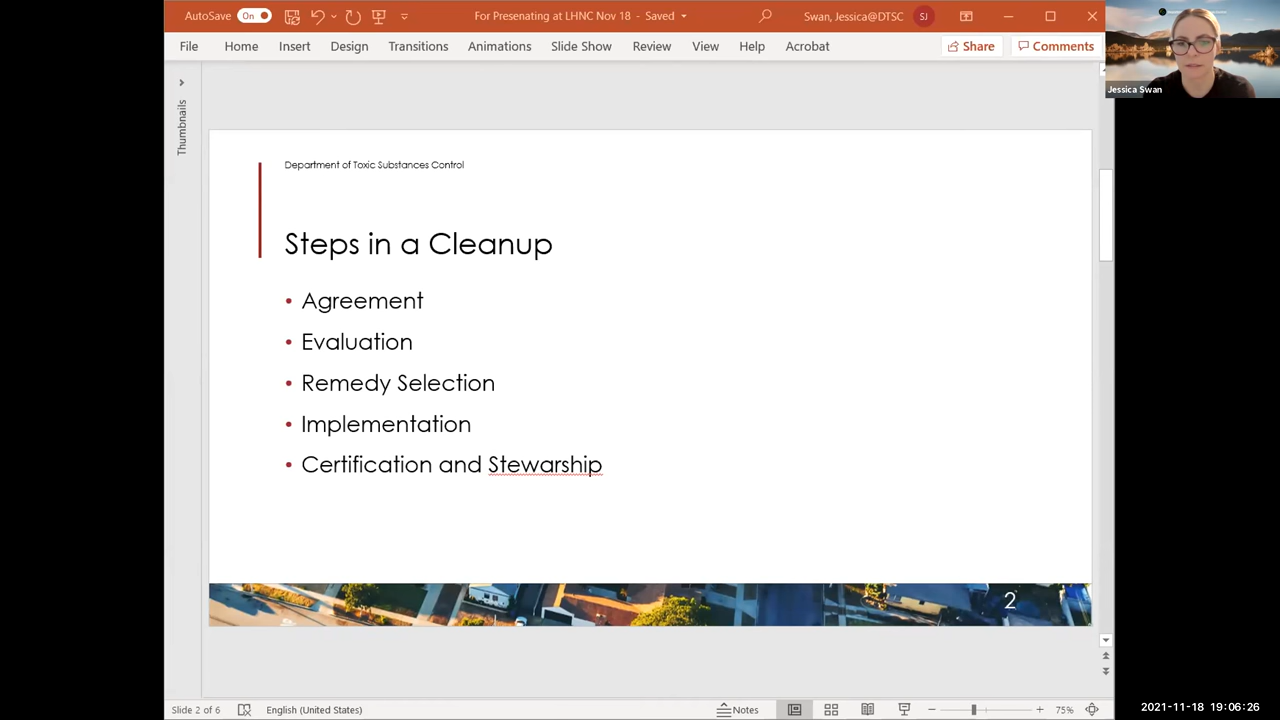 AutoSave On For Presenating at LHNC Nov 18 - Saved Swan, Jessica@DTSC SJ
File Home Insert Design Transitions Animations Slide Show Review View Help Acrobat Share Comments
Jessica Swan
Thumbnails
Department of Toxic Substances Control
Steps in a Cleanup
• Agreement
• Evaluation
• Remedy Selection
• Implementation
• Certification and Stewarship
2
Slide 2 of 6 English (United States) Notes 75%
2021-11-18 19:06:26